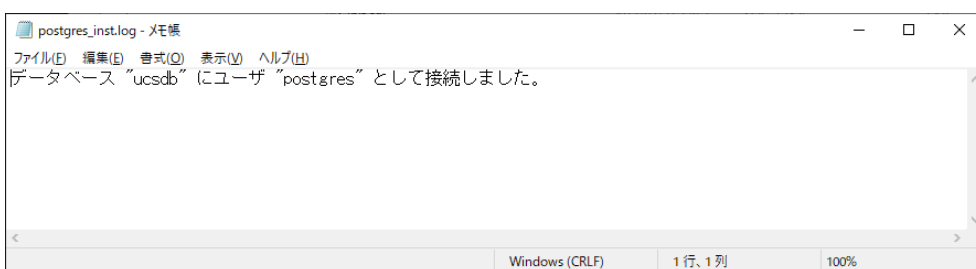 postgres_inst.log - メモ帳
ファイル(F) 編集(E) 書式(O) 表示(V) ヘルプ(H)
データベース "ucsdb" にユーザ "postgres" として接続しました。
Windows (CRLF) 1 行、1 列 100%